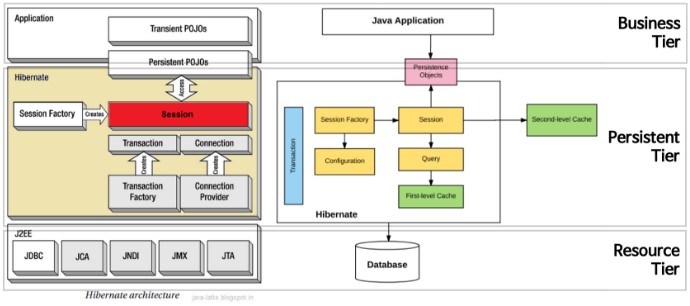 Application
Transient POJOs
Persistent POJOs
Java Application
Business
Tier
Hibernate
Access
Session Factory
Creates
Session
Transaction
Connection
Creates
Creates
Transaction
Factory
Connection
Provider
Persistence
Objects
Transaction
Session Factory
Session
Second-level Cache
Configuration
Query
First-level Cache
Hibernate
Persistent
Tier
J2EE
JDBC
JCA
JNDI
JMX
JTA
Database
Resource
Tier
Hibernate architecture
java-latte.blogspot.in